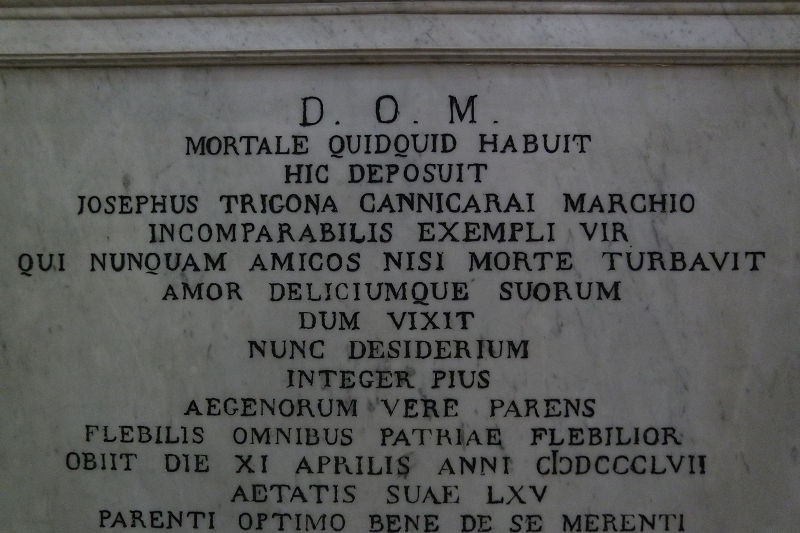 D. O. M.
MORTALE QUIDQUID HABUIT
HIC DEPOSUIT
JOSEPHUS TRIGONA CANNICARAI MARCHIO
INCOMPARABILIS EXEMPLI VIR
QUI NUNQUAM AMICOS NISI MORTE TURBAVIT
AMOR DELICIUMQUE SUORUM
DUM VIXIT
NUNC DESIDERIUM
INTEGER PIUS
AEGENORUM VERE PARENS
FLEBILIS OMNIBUS PATRIAE FLEBILIOR
OBIIT DIE XI APRILIS ANNI CIↃDCCCLVII
AETATIS SUAE LXV
PARENTI OPTIMO BENE DE SE MERENTI